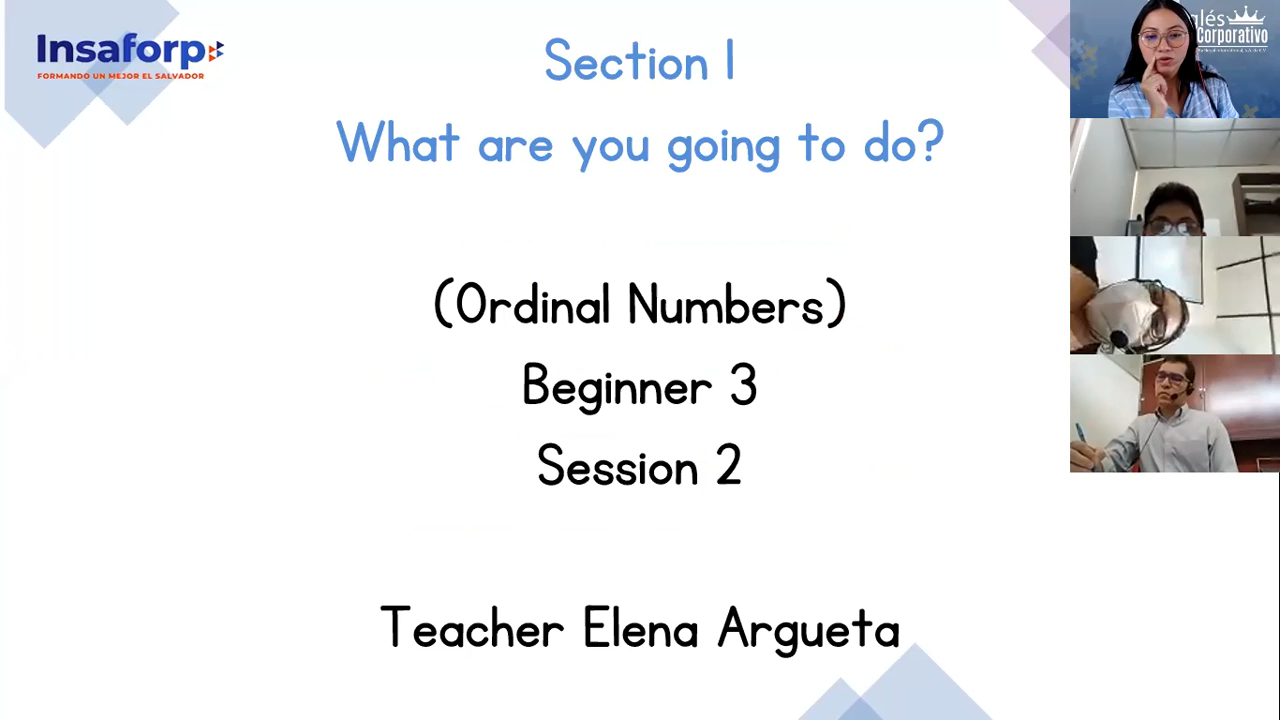 Insaforp
FORMANDO UN MEJOR EL SALVADOR
Section 1
What are you going to do?
(Ordinal Numbers)
Beginner 3
Session 2
Teacher Elena Argueta
Corporativo